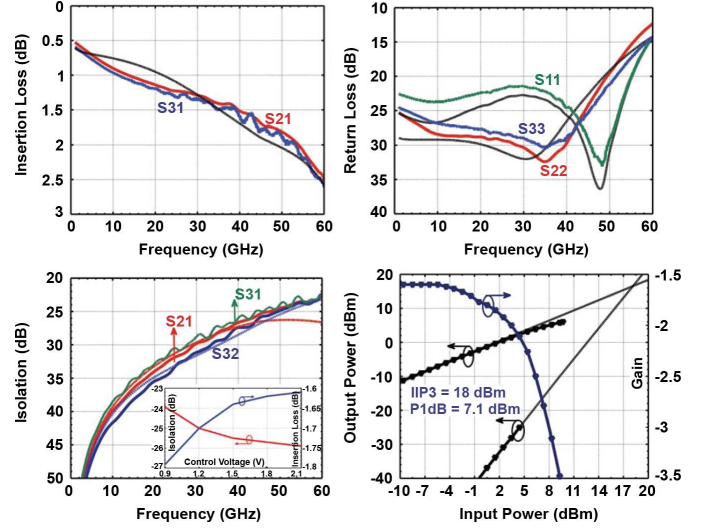 0
0.5
1
1.5
2
2.5
3
Insertion Loss (dB)
S31
S21
0 10 20 30 40 50 60
Frequency (GHz)
5
10
15
20
25
30
35
40
Return Loss (dB)
S11
S33
S22
0 10 20 30 40 50 60
Frequency (GHz)
20
25
30
35
40
45
50
Isolation (dB)
S31
S21
S32
-23
-24
-25
-26
-27
Isolation (dB)
-1.6
-1.65
-1.7
-1.75
-1.8
Insertion Loss (dB)
Control Voltage (V)
0.9 1.2 1.5 1.8 2.1
0 10 20 30 40 50 60
Frequency (GHz)
20
10
0
-10
-20
-30
-40
Output Power (dBm)
-1.5
-2
-2.5
-3
-3.5
Gain
IIP3 = 18 dBm
P1dB = 7.1 dBm
-10 -7 -4 -1 2 5 8 11 14 17 20
Input Power (dBm)